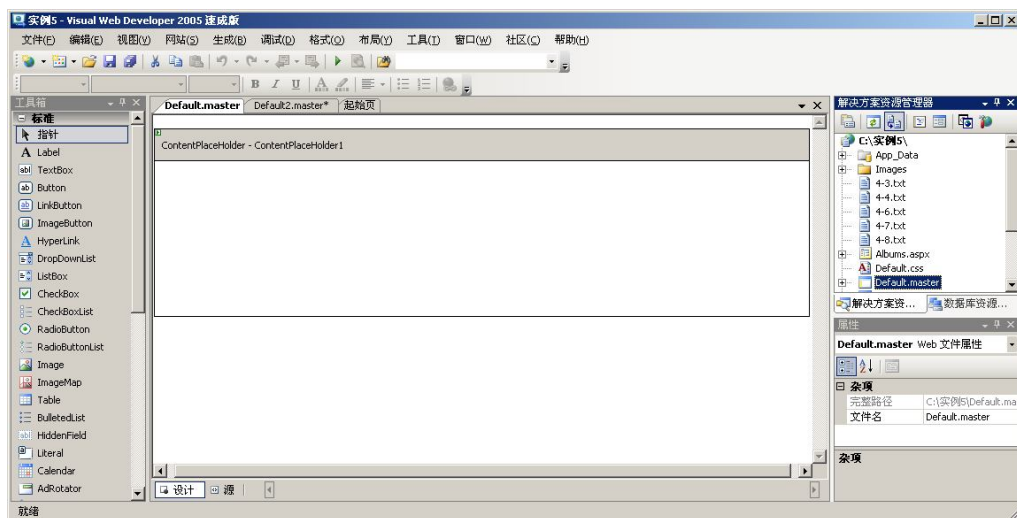 实例5 - Visual Web Developer 2005 速成版
文件(F) 编辑(E) 视图(V) 网站(S) 生成(B) 调试(D) 格式(O) 布局(Y) 工具(T) 窗口(W) 社区(C) 帮助(H)
B I U A
工具箱
标准
指针
A Label
abl TextBox
ab Button
ab LinkButton
ImageButton
A HyperLink
DropDownList
ListBox
CheckBox
CheckBoxList
RadioButton
RadioButtonList
Image
ImageMap
Table
BulletedList
abl HiddenField
Literal
Calendar
AdRotator
Default.master Default2.master* 起始页
ContentPlaceHolder - ContentPlaceHolder1
设计 源
解决方案资源管理器
C:\实例5\
App_Data
Images
4-3.txt
4-4.txt
4-6.txt
4-7.txt
4-8.txt
Albums.aspx
Default.css
Default.master
解决方案资... 数据库资源...
属性
Default.master Web 文件属性
杂项
完整路径 C:\实例5\Default.ma
文件名 Default.master
杂项
就绪